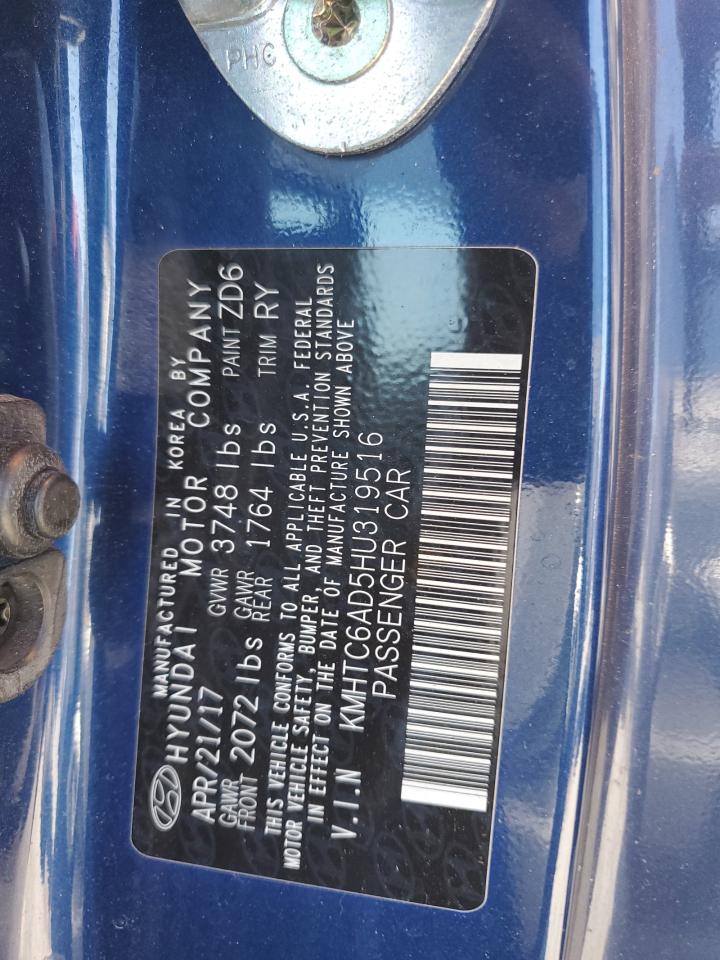 PHC
MANUFACTURED IN KOREA BY
HYUNDAI MOTOR COMPANY
APR/21/17 GVWR 3748 lbs PAINT ZD6
GAWR FRONT 2072 lbs GAWR REAR 1764 lbs TRIM RY
THIS VEHICLE CONFORMS TO ALL APPLICABLE U.S.A. FEDERAL
MOTOR VEHICLE SAFETY, BUMPER, AND THEFT PREVENTION STANDARDS
IN EFFECT ON THE DATE OF MANUFACTURE SHOWN ABOVE
V.I.N KMHTC6AD5HU319516
PASSENGER CAR